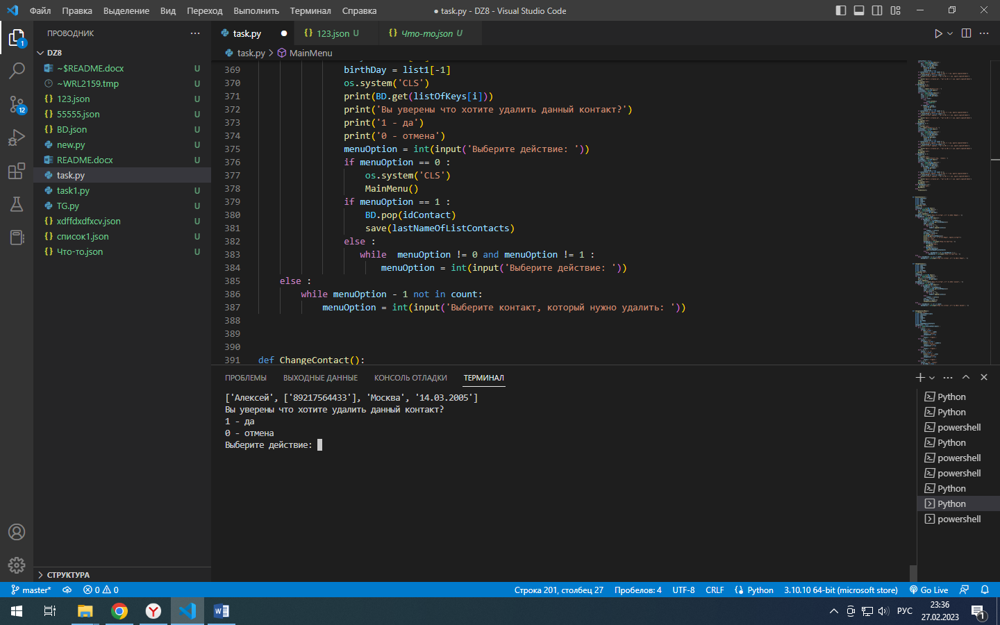 Файл Правка Выделение Вид Переход Выполнить Терминал Справка
● task.py - DZ8 - Visual Studio Code
ПРОВОДНИК
DZ8
~$README.docx U
~WRL2159.tmp U
123.json U
55555.json U
BD.json U
new.py U
README.docx U
task.py
task1.py U
TG.py U
xdffdxdfxcv.json U
список1.json U
Что-то.json U
СТРУКТУРА
1
12
task.py ●
123.json U
Что-то.json U
task.py > MainMenu
369 birthDay = list1[-1]
370 os.system('CLS')
371 print(BD.get(listOfKeys[i]))
372 print('Вы уверены что хотите удалить данный контакт?')
373 print('1 - да')
374 print('0 - отмена')
375 menuOption = int(input('Выберите действие: '))
376 if menuOption == 0 :
377 os.system('CLS')
378 MainMenu()
379 if menuOption == 1 :
380 BD.pop(idContact)
381 save(lastNameOfListContacts)
382 else :
383 while  menuOption != 0 and menuOption != 1 :
384 menuOption = int(input('Выберите действие: '))
385 else :
386 while menuOption - 1 not in count:
387 menuOption = int(input('Выберите контакт, который нужно удалить: '))
388
389
390
391 def ChangeContact():
ПРОБЛЕМЫ ВЫХОДНЫЕ ДАННЫЕ КОНСОЛЬ ОТЛАДКИ ТЕРМИНАЛ
['Алексей', ['89217564433'], 'Москва', '14.03.2005']
Вы уверены что хотите удалить данный контакт?
1 - да
0 - отмена
Выберите действие:
Python
Python
powershell
Python
powershell
powershell
Python
Python
powershell
master* 0 0 Строка 201, столбец 27 Пробелов: 4 UTF-8 CRLF Python 3.10.10 64-bit (microsoft store) Go Live
РУС
23:36
27.02.2023
1